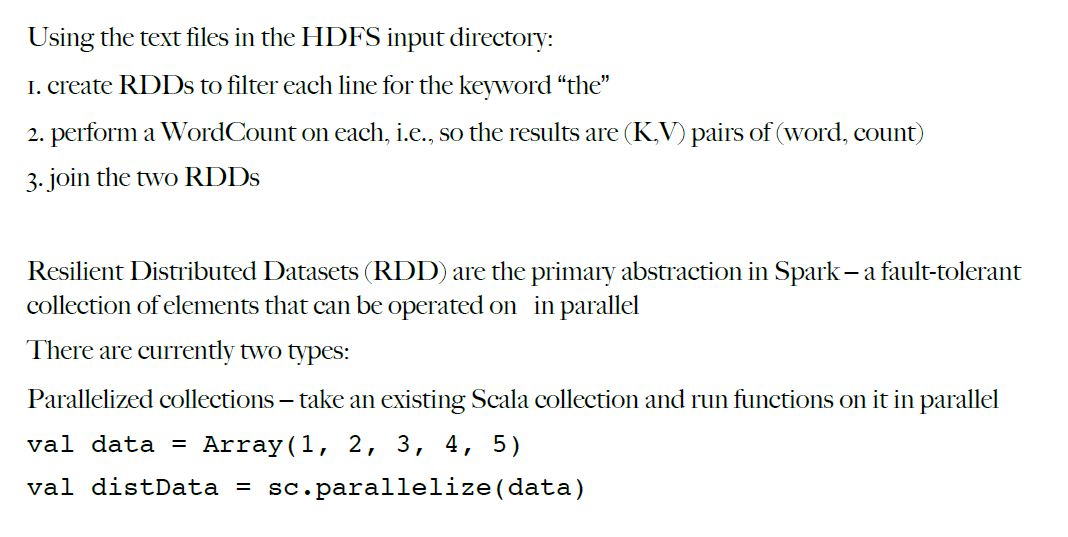 Using the text files in the HDFS input directory:
1. create RDDs to filter each line for the keyword “the”
2. perform a WordCount on each, i.e., so the results are (K,V) pairs of (word, count)
3. join the two RDDs
Resilient Distributed Datasets (RDD) are the primary abstraction in Spark – a fault-tolerant
collection of elements that can be operated on in parallel
There are currently two types:
Parallelized collections – take an existing Scala collection and run functions on it in parallel
val data = Array(1, 2, 3, 4, 5)
val distData = sc.parallelize(data)